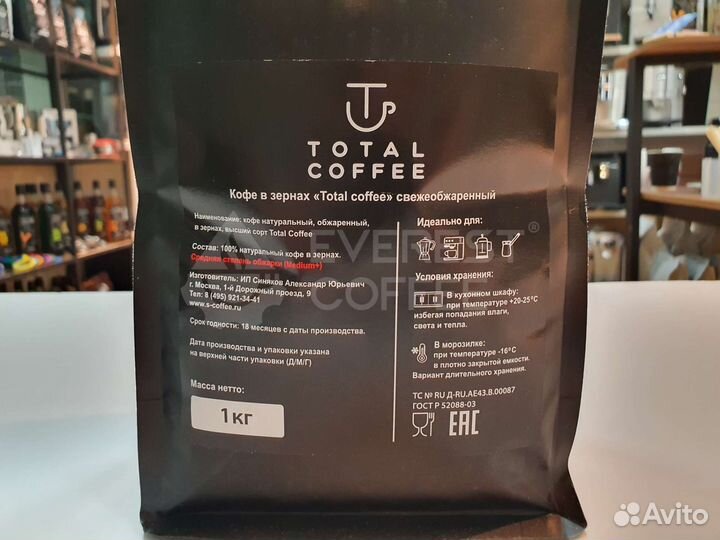 TOTAL
COFFEE
Кофе в зернах «Total coffee» свежеобжаренный
Наименование: кофе натуральный, обжаренный,
в зернах, высший сорт Total Coffee
Состав: 100% натуральный кофе в зернах.
Средняя степень обжарки (Medium+)
Изготовитель: ИП Синяков Александр Юрьевич
г. Москва, 1-й Дорожный проезд, 9
Тел: 8 (495) 921-34-41
www.s-coffee.ru
Срок годности: 18 месяцев с даты производства.
Дата производства и упаковки указана
на верхней части упаковки (Д/М/Г)
Масса нетто:
1 кг
Идеально для:
Условия хранения:
В кухонном шкафу:
при температуре +20-25°C
избегая попадания влаги,
света и тепла.
В морозилке:
при температуре -16°C
в плотно закрытой емкости.
Вариант длительного хранения.
ТС № RU Д-RU.АЕ43.В.00087
ГОСТ Р 52088-03
EAC
EVEREST®
COFFEE
Avito